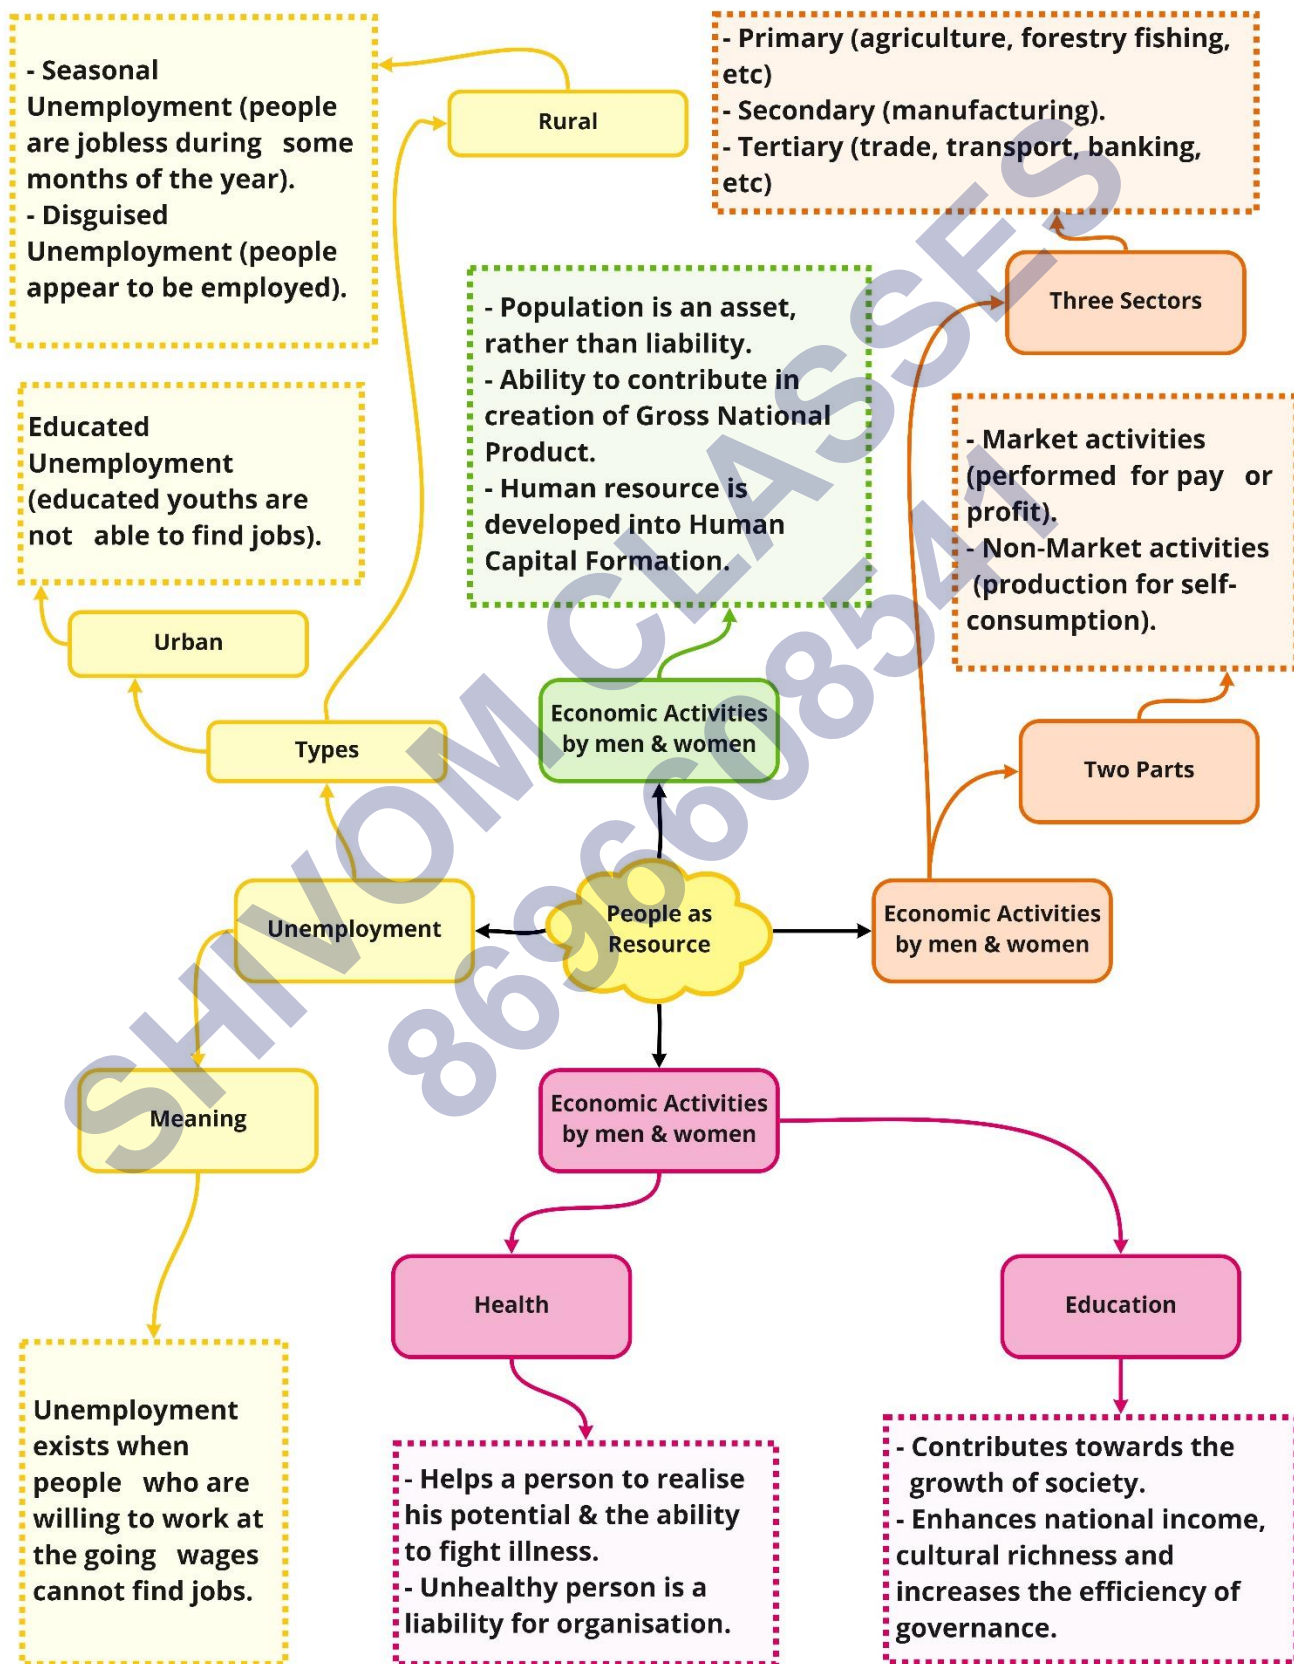 - Seasonal
Unemployment (people
are jobless during some
months of the year).
- Disguised
Unemployment (people
appear to be employed).
Rural
- Primary (agriculture, forestry fishing,
etc)
- Secondary (manufacturing).
- Tertiary (trade, transport, banking,
etc)
Three Sectors
- Population is an asset,
rather than liability.
- Ability to contribute in
creation of Gross National
Product.
- Human resource is
developed into Human
Capital Formation.
Educated
Unemployment
(educated youths are
not able to find jobs).
- Market activities
(performed for pay or
profit).
- Non-Market activities
(production for self-
consumption).
Urban
Types
Economic Activities
by men & women
Two Parts
Unemployment
People as
Resource
Economic Activities
by men & women
Meaning
Economic Activities
by men & women
Health
Education
Unemployment
exists when
people who are
willing to work at
the going wages
cannot find jobs.
- Helps a person to realise
his potential & the ability
to fight illness.
- Unhealthy person is a
liability for organisation.
- Contributes towards the
growth of society.
- Enhances national income,
cultural richness and
increases the efficiency of
governance.
SHIVOM CLASSES
8696608541